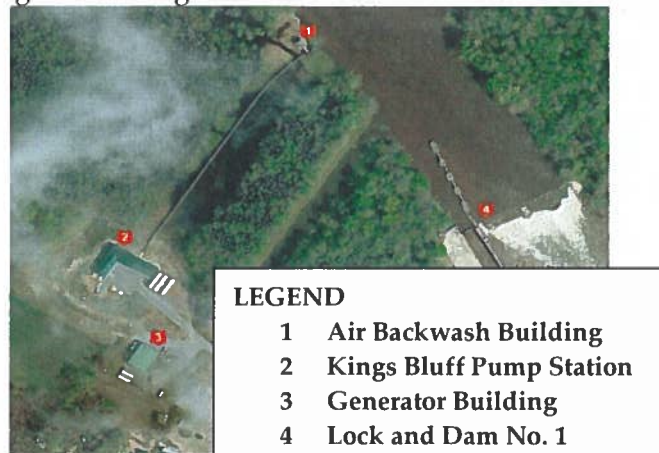 1
4
2
3
LEGEND
1 Air Backwash Building
2 Kings Bluff Pump Station
3 Generator Building
4 Lock and Dam No. 1